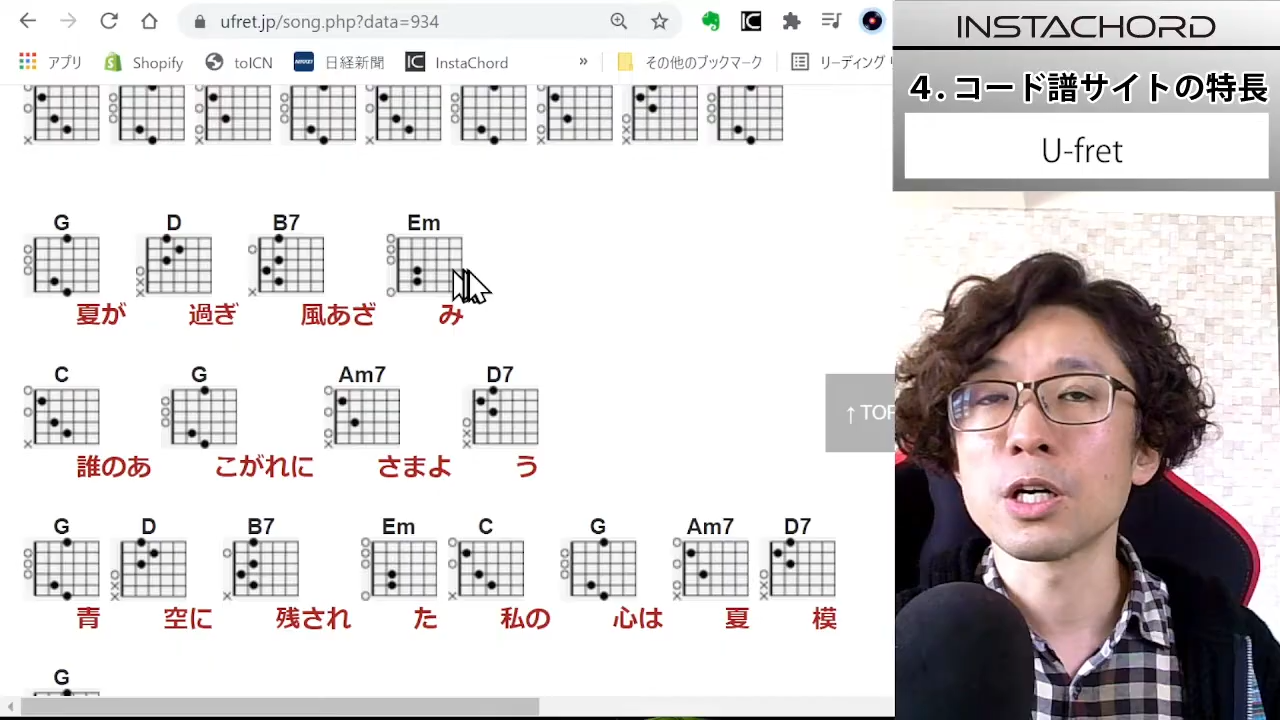 ufret.jp/song.php?data=934
アプリ Shopify toICN 日経新聞 IC InstaChord » その他のブックマーク リーディング
INSTACHORD
4. コード譜サイトの特長
U-fret
G D B7 Em
夏が 過ぎ 風あざ み
C G Am7 D7
誰のあ こがれに さまよ う
↑ TOP
G D B7 Em C G Am7 D7
青 空に 残され た 私の 心は 夏 模
G